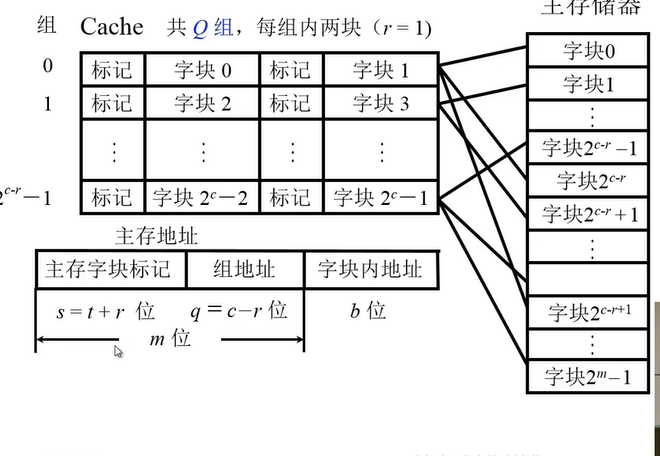 主存储器
组 Cache 共 Q 组，每组内两块（r = 1）
0 标记 字块 0 标记 字块 1
1 标记 字块 2 标记 字块 3
⋮ ⋮ ⋮ ⋮
2^{c-r}−1 标记 字块 2^c−2 标记 字块 2^c−1
字块0
字块1
⋮
字块2^{c-r}−1
字块2^{c-r}
字块2^{c-r}+1
⋮
字块2^{c-r+1}
⋮
字块2^m−1
主存地址
主存字块标记 组地址 字块内地址
s = t + r 位 q = c−r 位 b 位
m 位